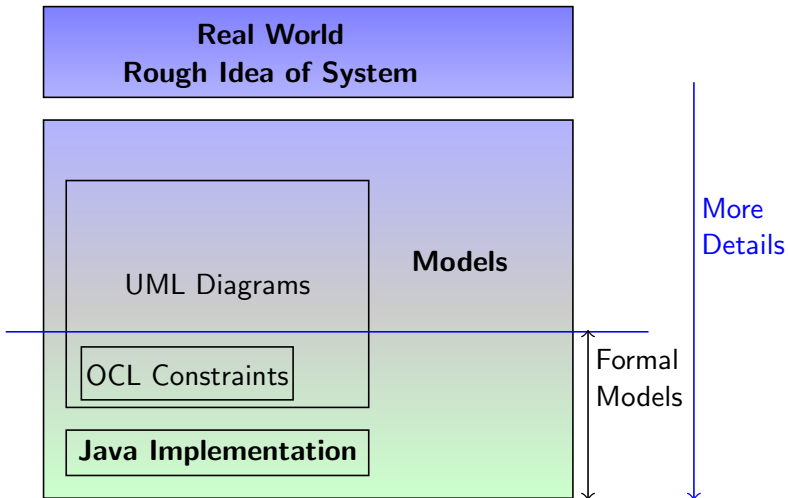 Real World
Rough Idea of System
More
Details
Models
UML Diagrams
Formal
Models
OCL Constraints
Java Implementation